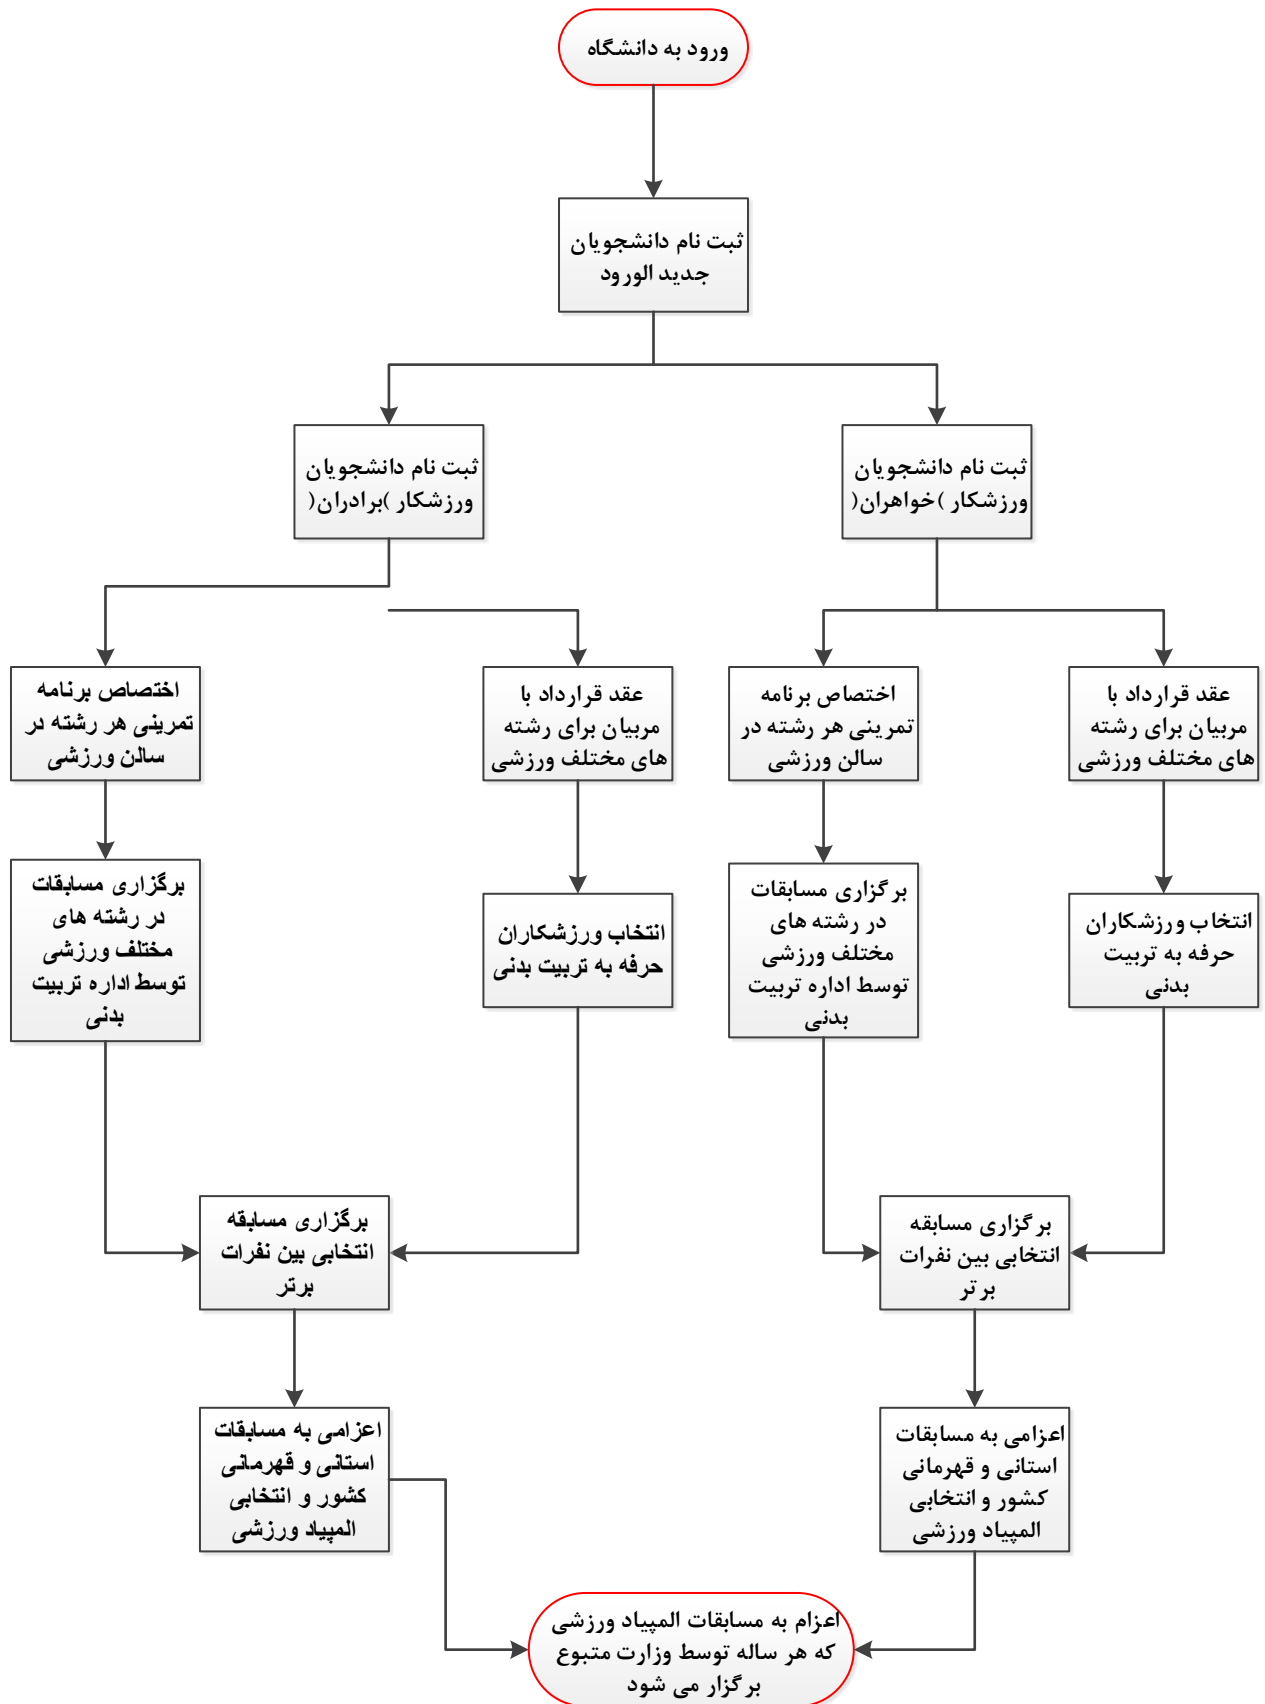 ورود به دانشگاه
ثبت نام دانشجویان
جدید الورود
ثبت نام دانشجویان
ورزشکار )خواهران(
ثبت نام دانشجویان
ورزشکار )برادران(
عقد قرارداد با
مربیان برای رشته
های مختلف ورزشی
اختصاص برنامه
تمرینی هر رشته در
سالن ورزشی
عقد قرارداد با
مربیان برای رشته
های مختلف ورزشی
اختصاص برنامه
تمرینی هر رشته در
سالن ورزشی
انتخاب ورزشکاران
حرفه به تربیت
بدنی
برگزاری مسابقات
در رشته های
مختلف ورزشی
توسط اداره تربیت
بدنی
انتخاب ورزشکاران
حرفه به تربیت بدنی
برگزاری مسابقات
در رشته های
مختلف ورزشی
توسط اداره تربیت
بدنی
برگزاری مسابقه
انتخابی بین نفرات
برتر
برگزاری مسابقه
انتخابی بین نفرات
برتر
اعزامی به مسابقات
استانی و قهرمانی
کشور و انتخابی
المپیاد ورزشی
اعزامی به مسابقات
استانی و قهرمانی
کشور و انتخابی
المپیاد ورزشی
اعزام به مسابقات المپیاد ورزشی
که هر ساله توسط وزارت متبوع
برگزار می شود